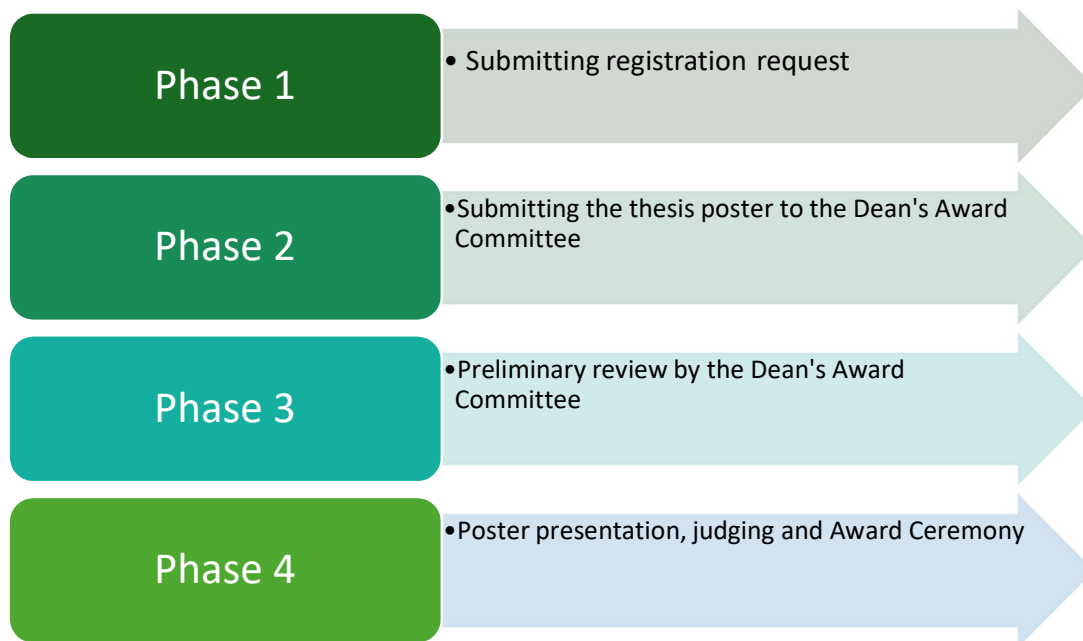 Phase 1
• Submitting registration request
Phase 2
•Submitting the thesis poster to the Dean's Award
Committee
Phase 3
•Preliminary review by the Dean's Award
Committee
Phase 4
•Poster presentation, judging and Award Ceremony